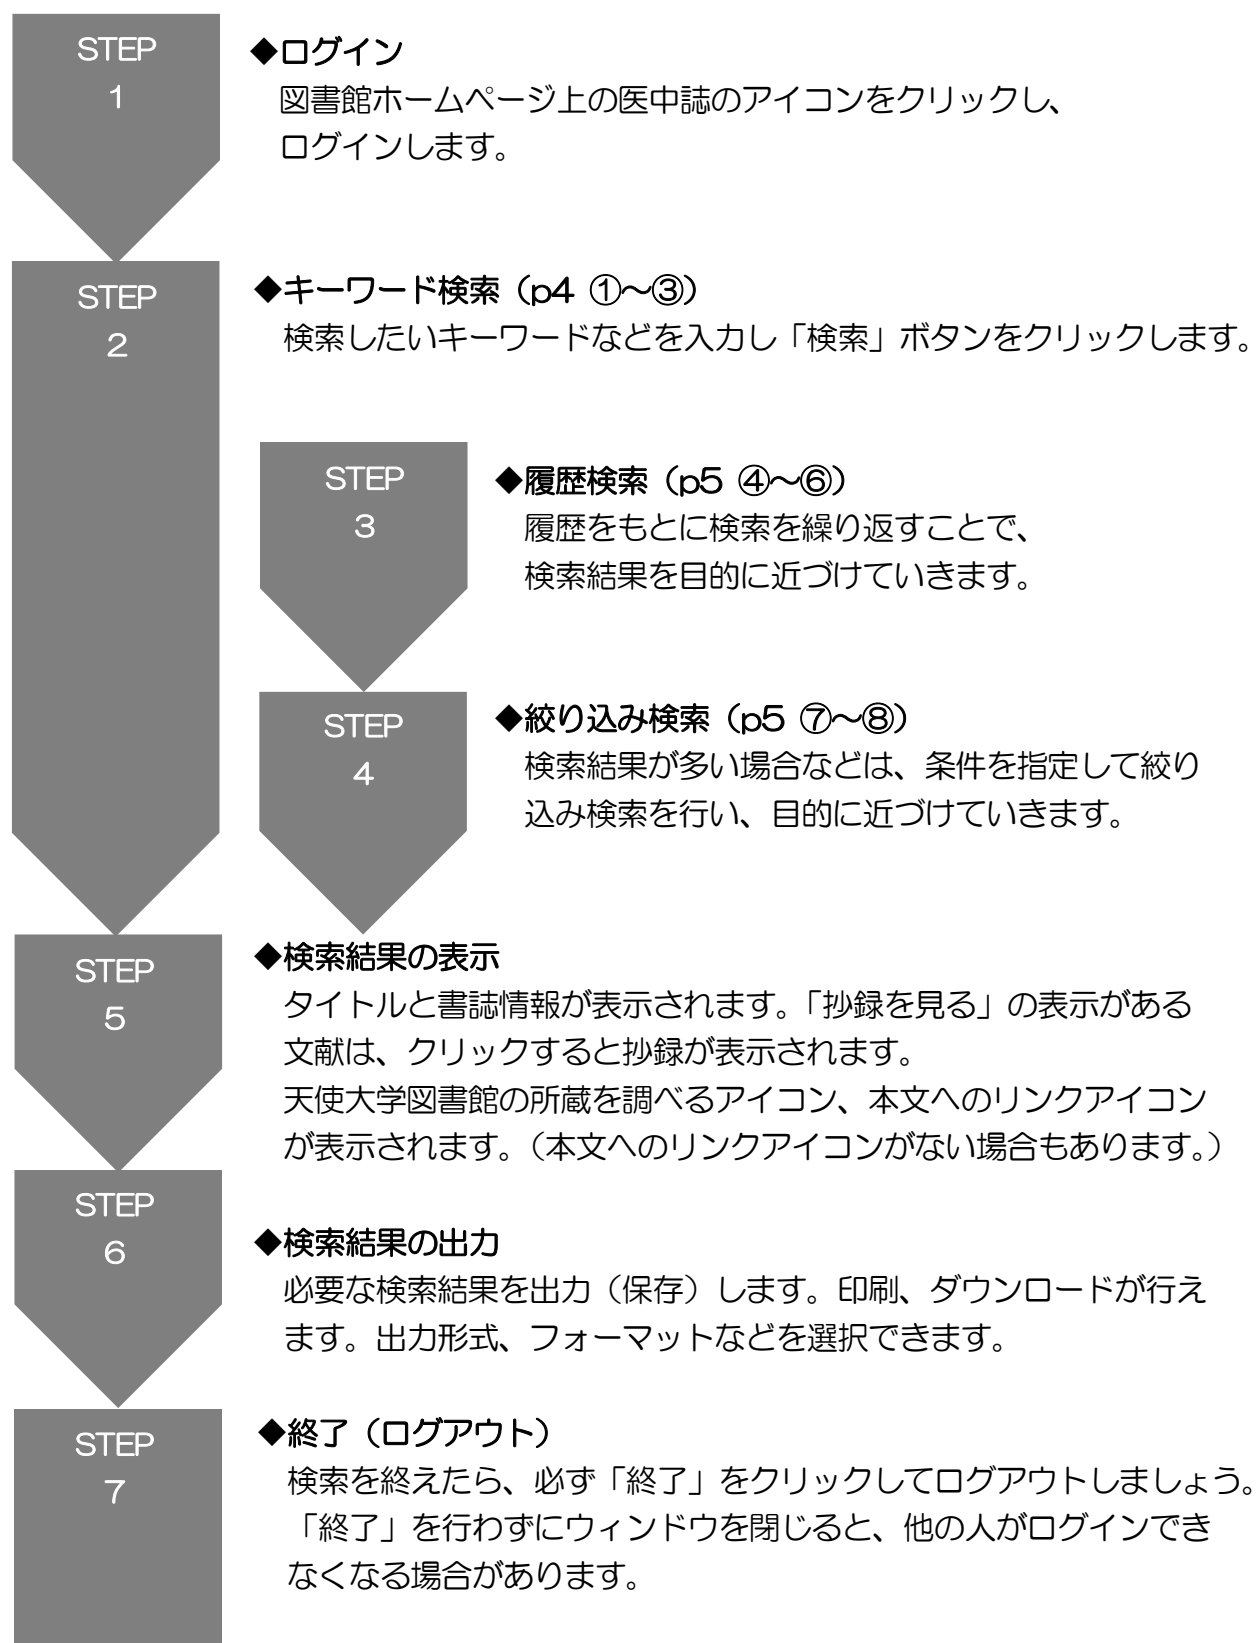 STEP
1
◆ログイン
図書館ホームページ上の医中誌のアイコンをクリックし、
ログインします。
STEP
2
◆キーワード検索（p4 ①～③）
検索したいキーワードなどを入力し「検索」ボタンをクリックします。
STEP
3
◆履歴検索（p5 ④～⑥）
履歴をもとに検索を繰り返すことで、
検索結果を目的に近づけていきます。
STEP
4
◆絞り込み検索（p5 ⑦～⑧）
検索結果が多い場合などは、条件を指定して絞り
込み検索を行い、目的に近づけていきます。
STEP
5
◆検索結果の表示
タイトルと書誌情報が表示されます。「抄録を見る」の表示がある
文献は、クリックすると抄録が表示されます。
天使大学図書館の所蔵を調べるアイコン、本文へのリンクアイコン
が表示されます。（本文へのリンクアイコンがない場合もあります。）
STEP
6
◆検索結果の出力
必要な検索結果を出力（保存）します。印刷、ダウンロードが行え
ます。出力形式、フォーマットなどを選択できます。
STEP
7
◆終了（ログアウト）
検索を終えたら、必ず「終了」をクリックしてログアウトしましょう。
「終了」を行わずにウィンドウを閉じると、他の人がログインでき
なくなる場合があります。